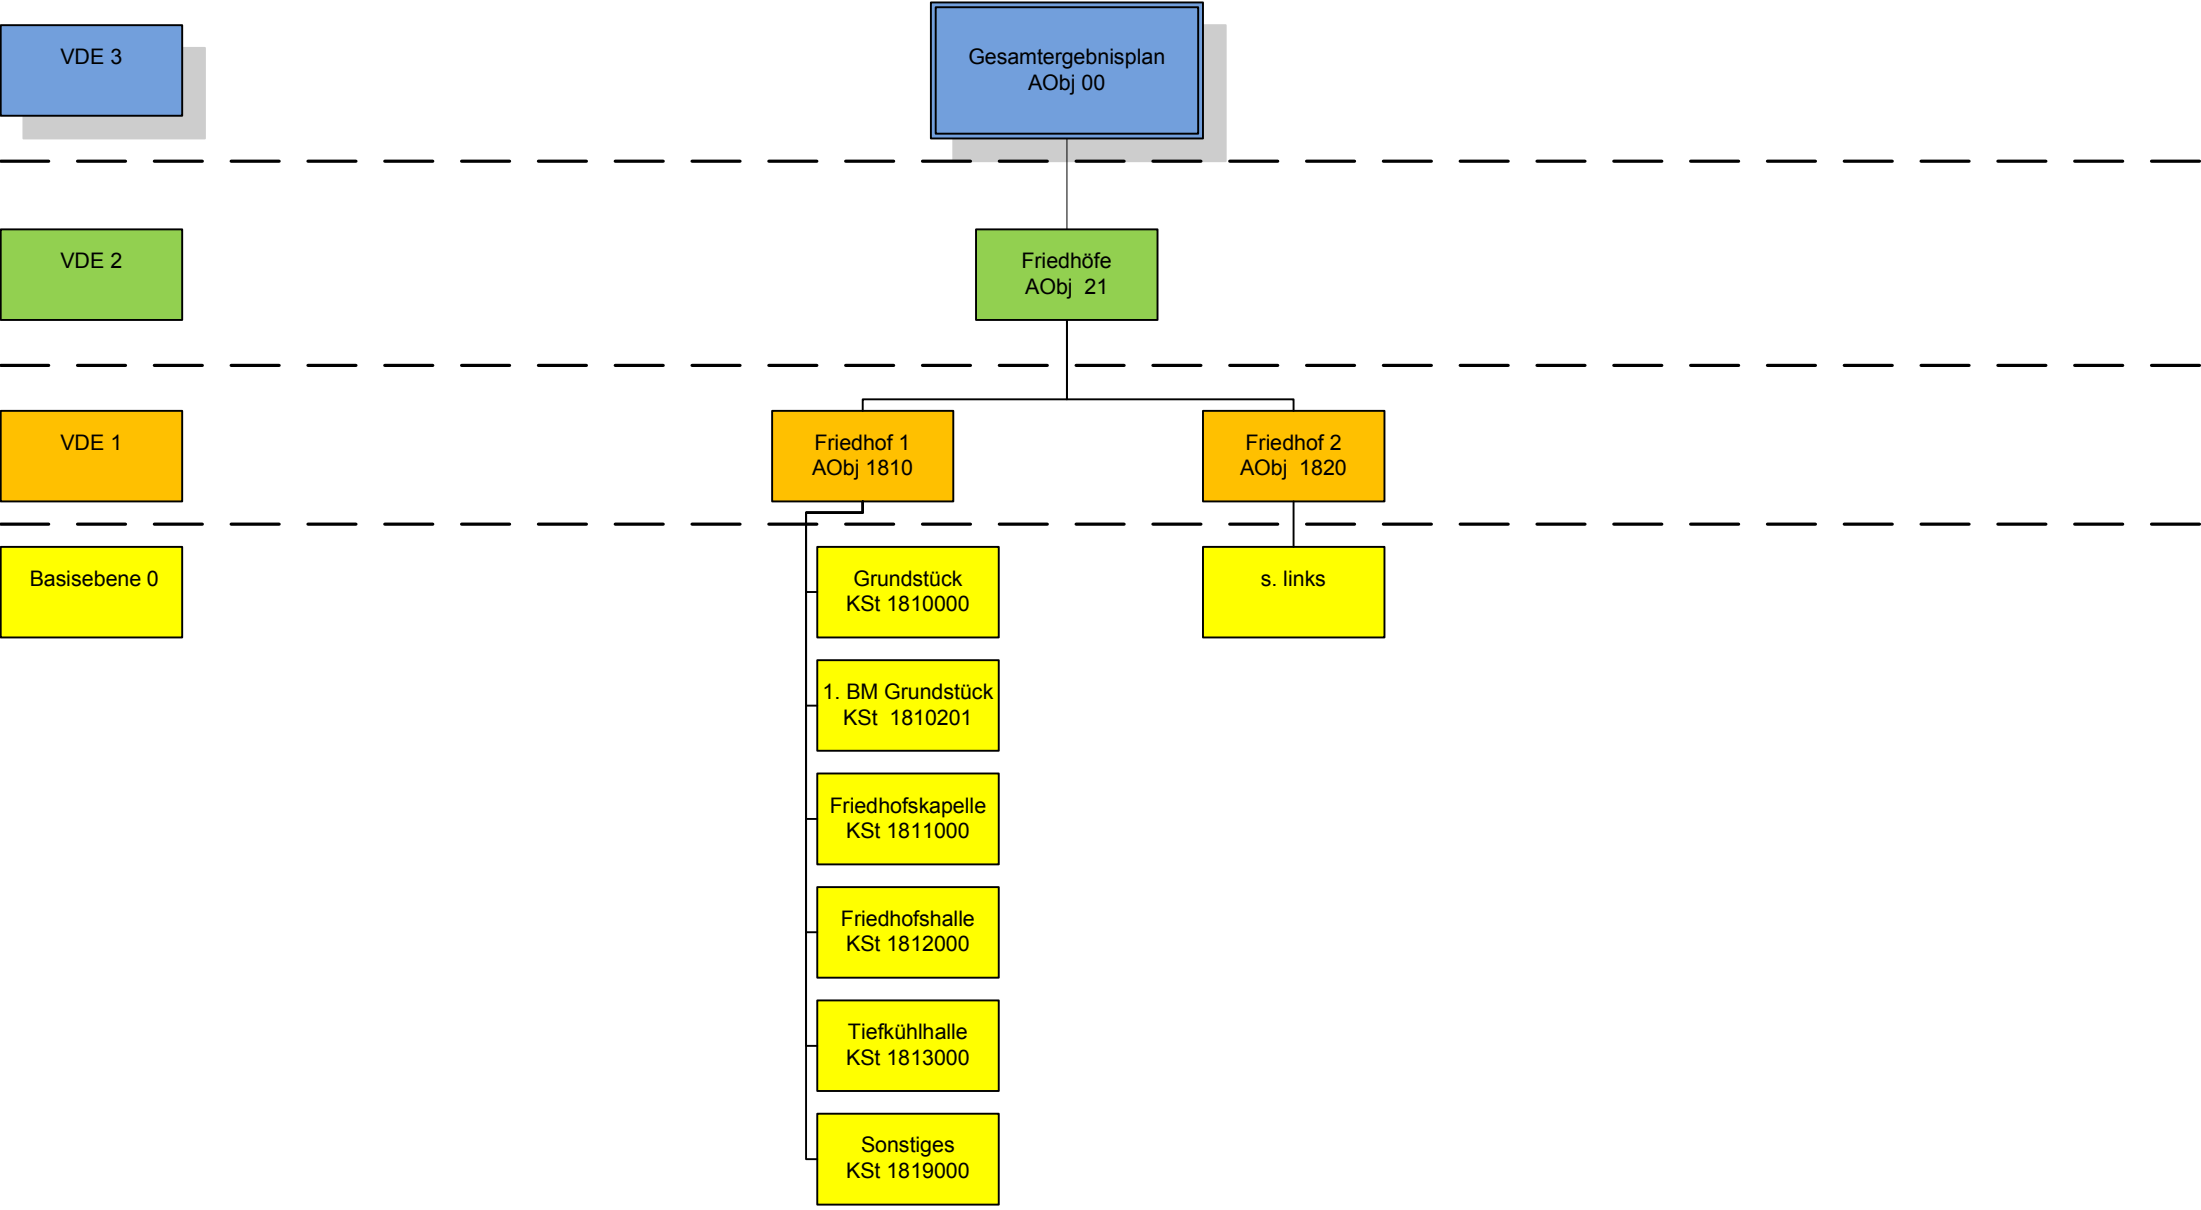 VDE 3
Gesamtergebnisplan
AObj 00
VDE 2
Friedhöfe
AObj  21
VDE 1
Friedhof 1
AObj 1810
Friedhof 2
AObj  1820
Basisebene 0
Grundstück
KSt 1810000
s. links
1. BM Grundstück
KSt  1810201
Friedhofskapelle
KSt 1811000
Friedhofshalle
KSt 1812000
Tiefkühlhalle
KSt 1813000
Sonstiges
KSt 1819000